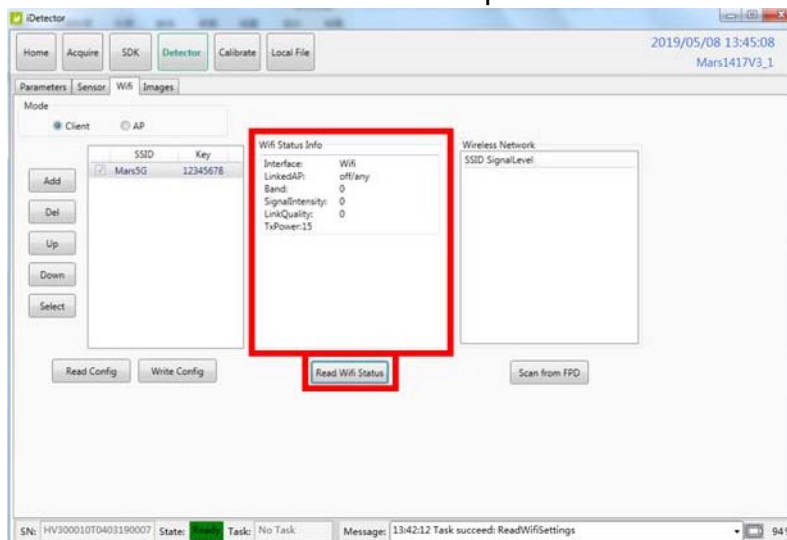 iDetector
Home Acquire SDK Detector Calibrate Local File
2019/05/08 13:45:08
Mars1417V3_1
Parameters Sensor Wifi Images
Mode
Client AP
SSID Key
Mars5G 12345678
Add
Del
Up
Down
Select
Read Config Write Config
Wifi Status Info
Interface: Wifi
LinkedAP: off/any
Band: 0
SignalIntensity: 0
LinkQuality: 0
TxPower:15
Read Wifi Status
Wireless Network
SSID SignalLevel
Scan from FPD
SN: HV300010T0403190007 State: Ready Task: No Task Message: 13:42:12 Task succeed: ReadWifiSettings 94%